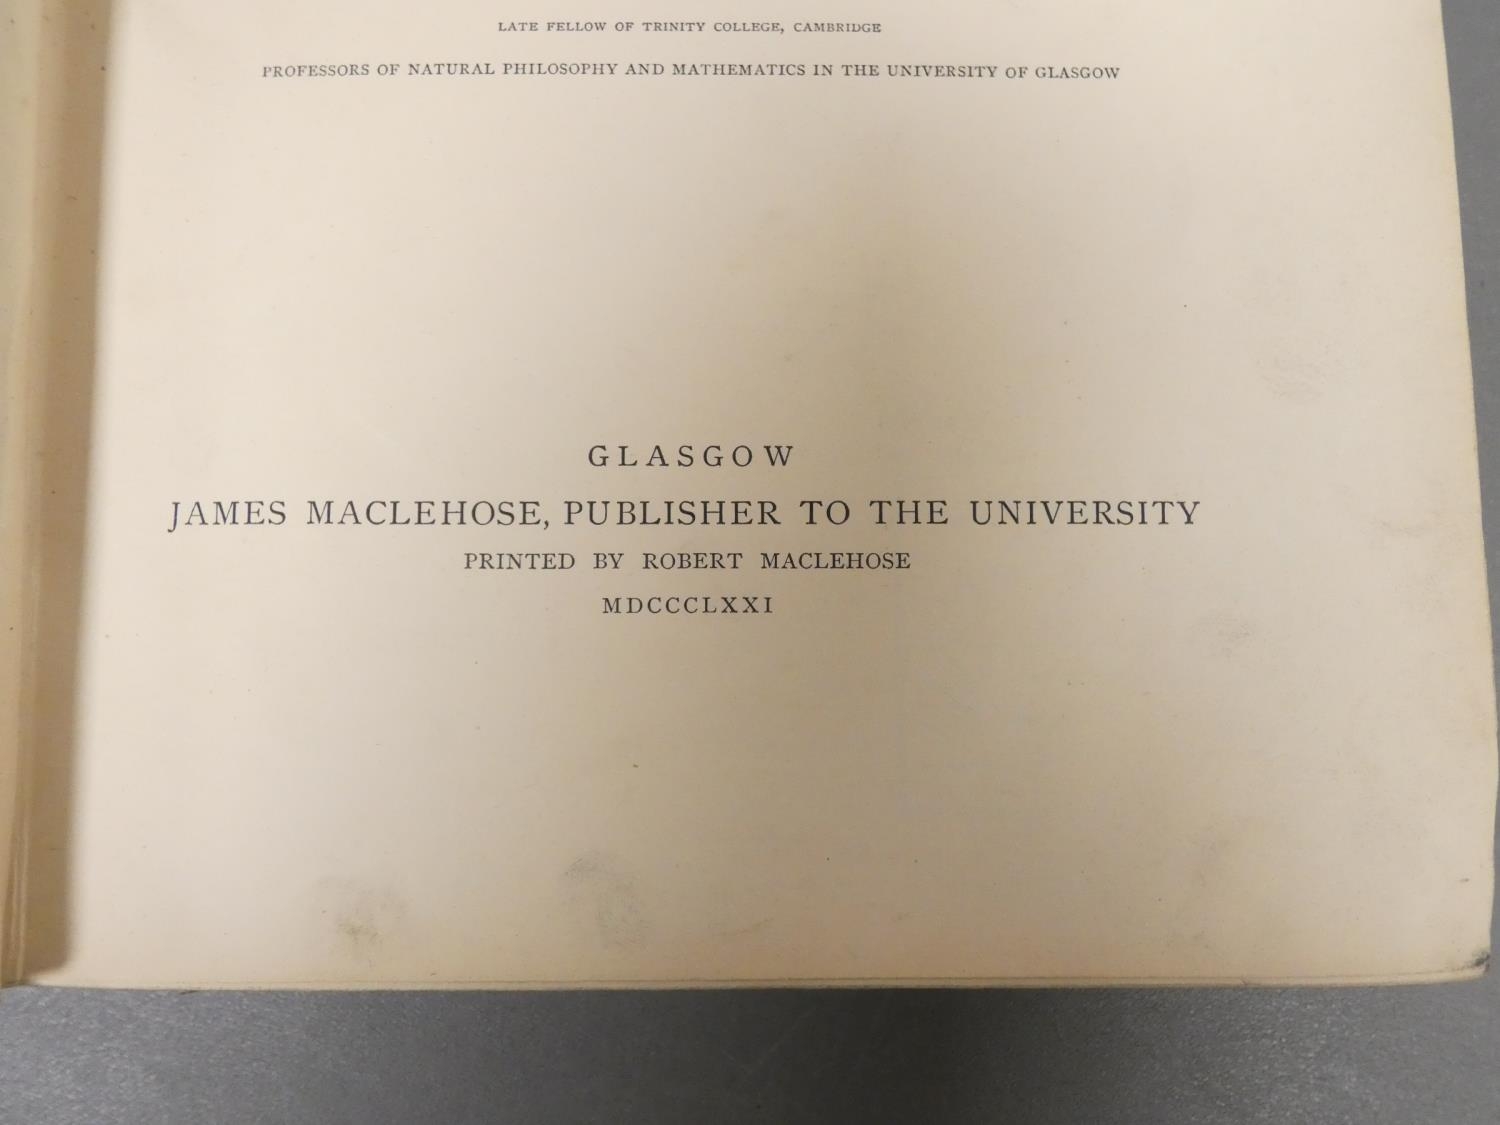 LATE FELLOW OF TRINITY COLLEGE, CAMBRIDGE
PROFESSORS OF NATURAL PHILOSOPHY AND MATHEMATICS IN THE UNIVERSITY OF GLASGOW
GLASGOW
JAMES MACLEHOSE, PUBLISHER TO THE UNIVERSITY
PRINTED BY ROBERT MACLEHOSE
MDCCCLXXI